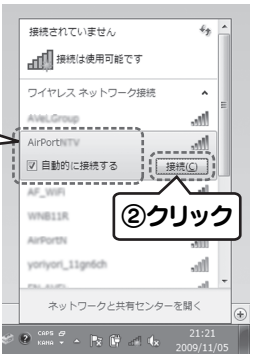 接続されていません
接続は使用可能です
ワイヤレス ネットワーク接続
AirPortNTV
自動的に接続する
接続(C)
AF_WiFi
WNB11R
②クリック
AirPortN
yoriyori_11gn6ch
ネットワークと共有センターを開く
CAPS
KANA
21:21
2009/11/05